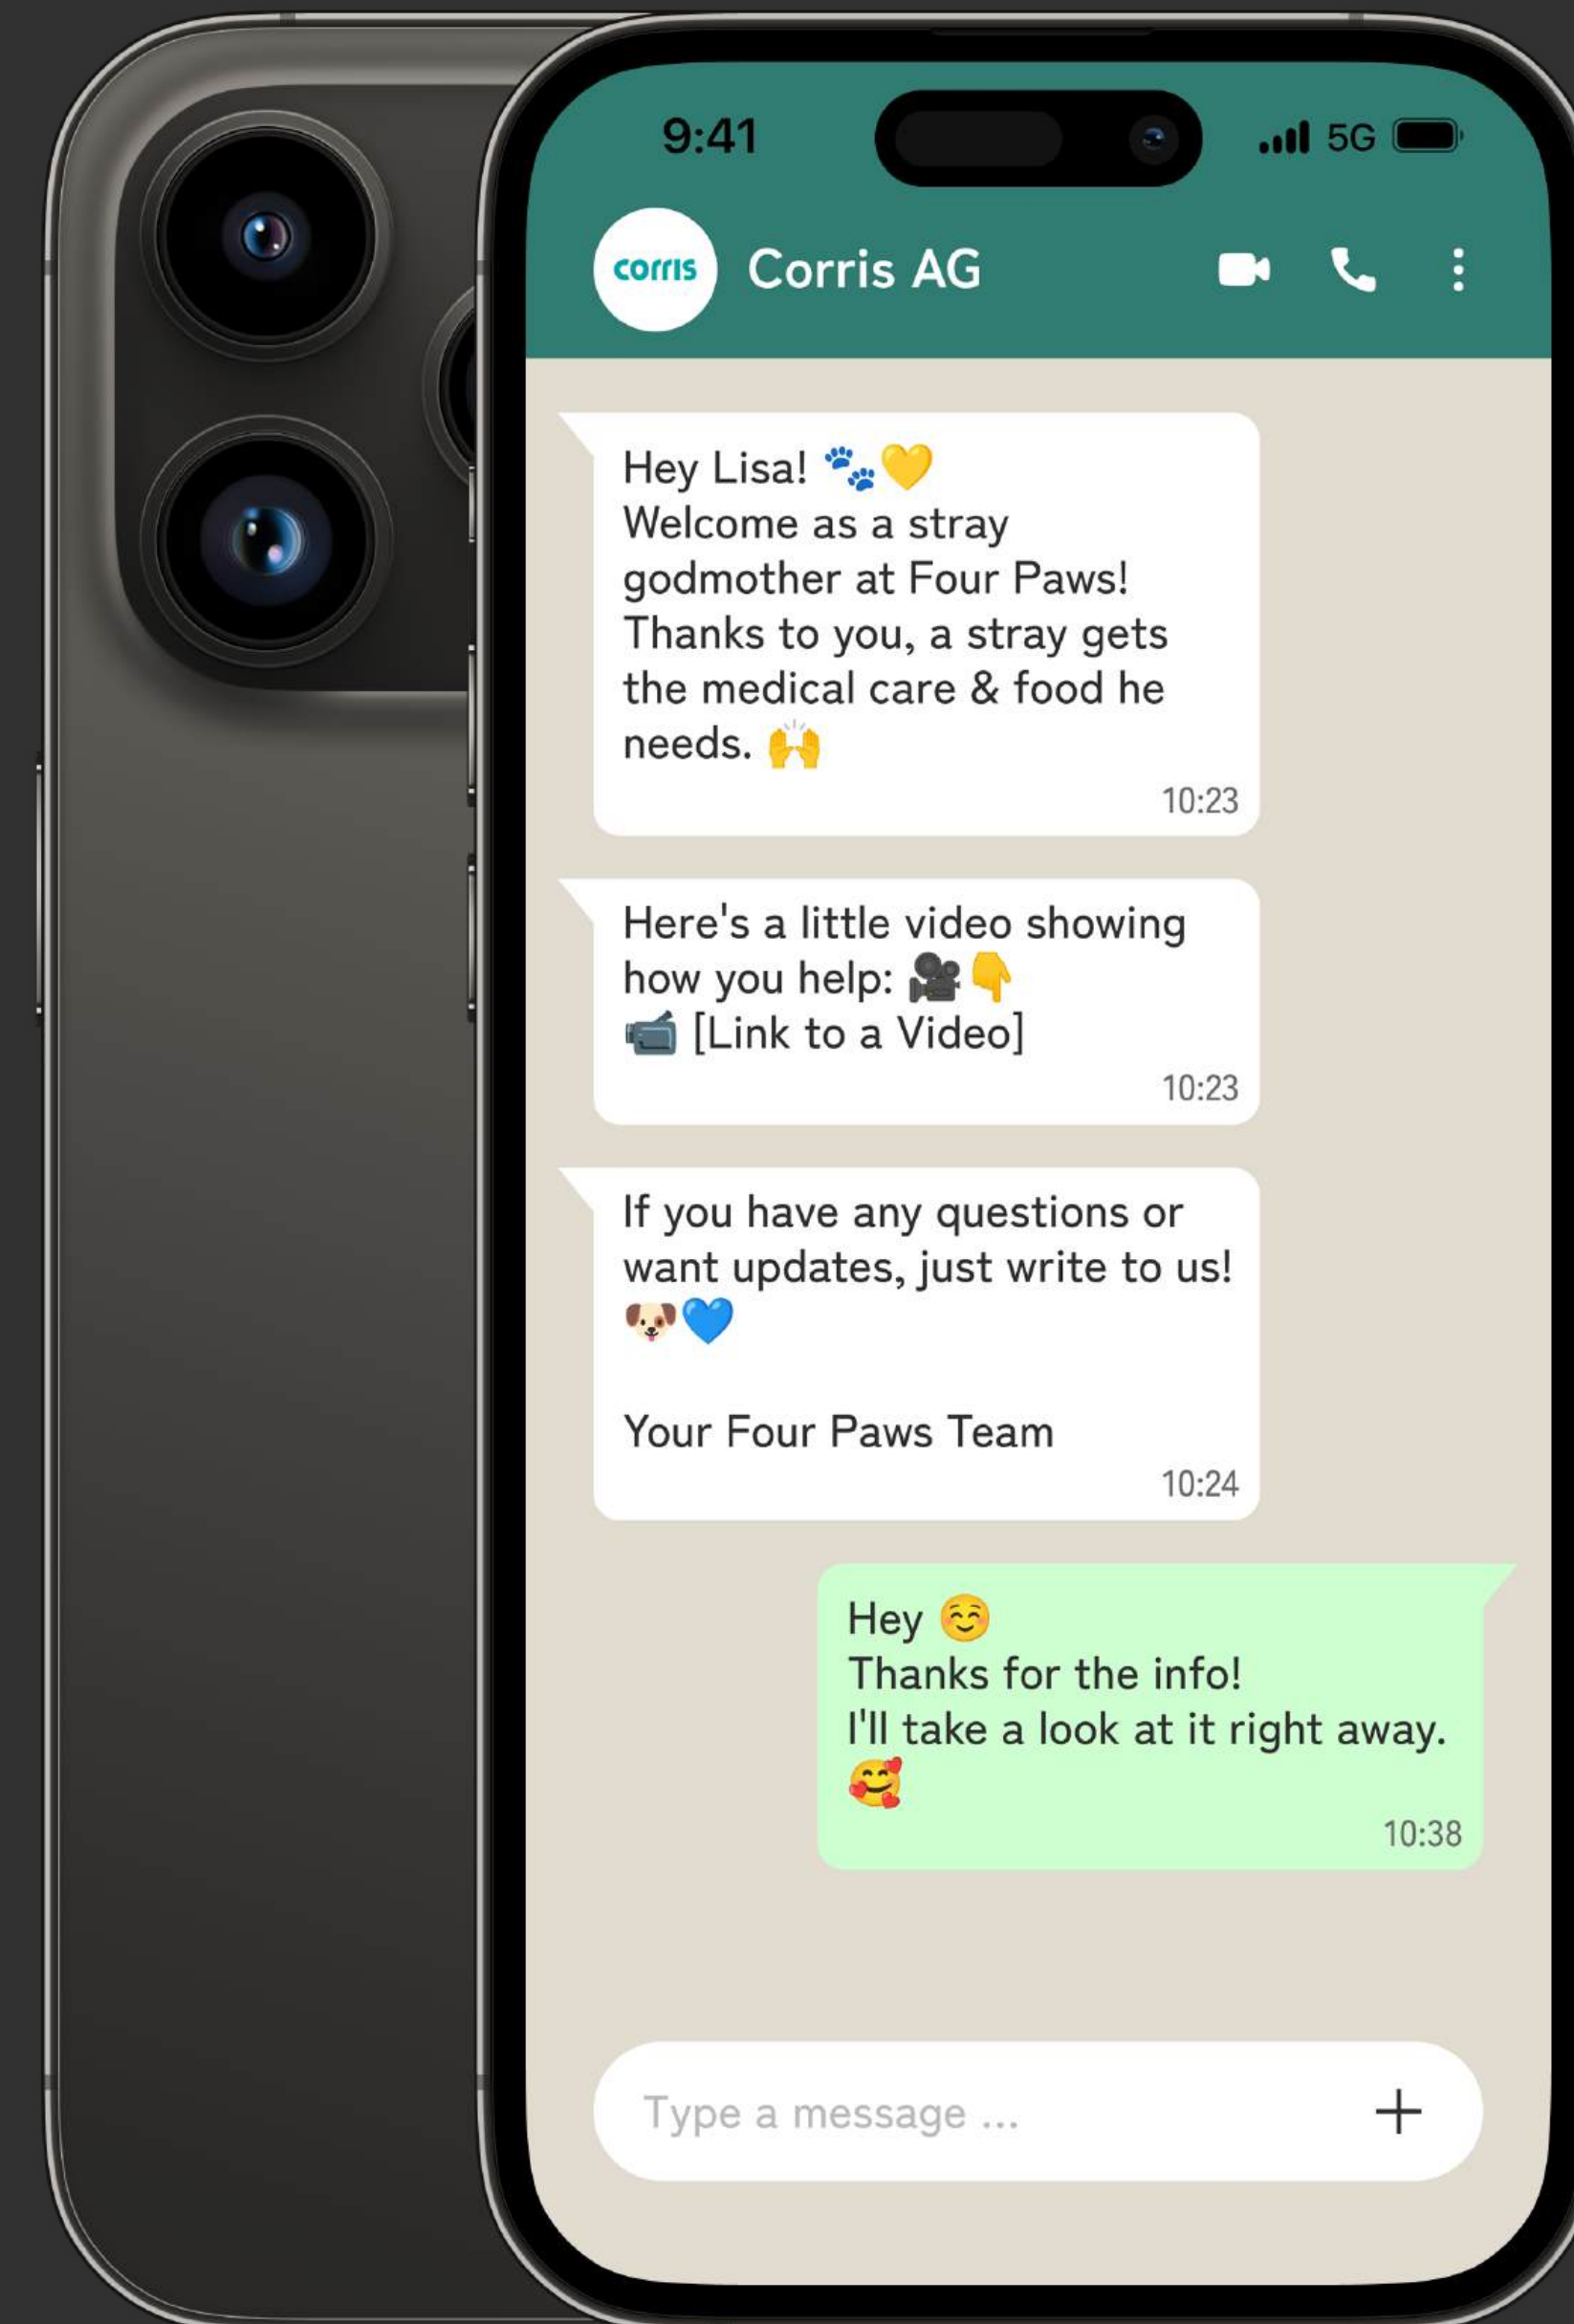 9:41
5G
corris
Corris AG
Hey Lisa! 🐾💛
Welcome as a stray
godmother at Four Paws!
Thanks to you, a stray gets
the medical care & food he
needs. 🙌
10:23
Here's a little video showing
how you help: 🎥👇
📹 [Link to a Video]
10:23
If you have any questions or
want updates, just write to us!
🐶💙
Your Four Paws Team
10:24
Hey ☺️
Thanks for the info!
I'll take a look at it right away.
🥰
10:38
Type a message ...